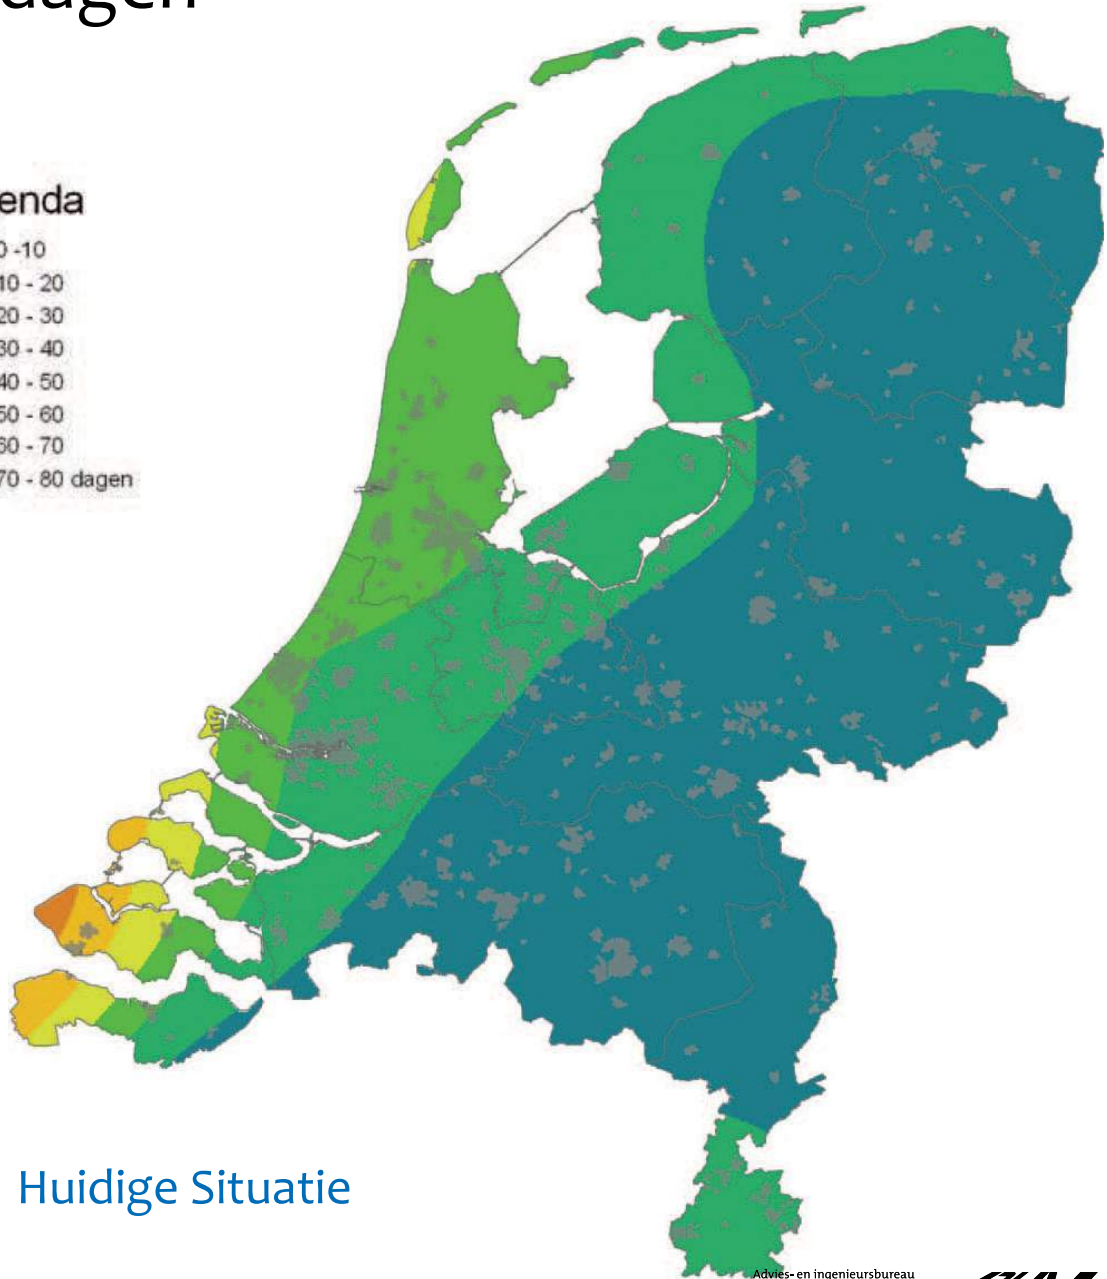 dagen
enda
0 -10
10 - 20
20 - 30
30 - 40
40 - 50
50 - 60
60 - 70
70 - 80 dagen
Huidige Situatie
Advies- en ingenieursbureau